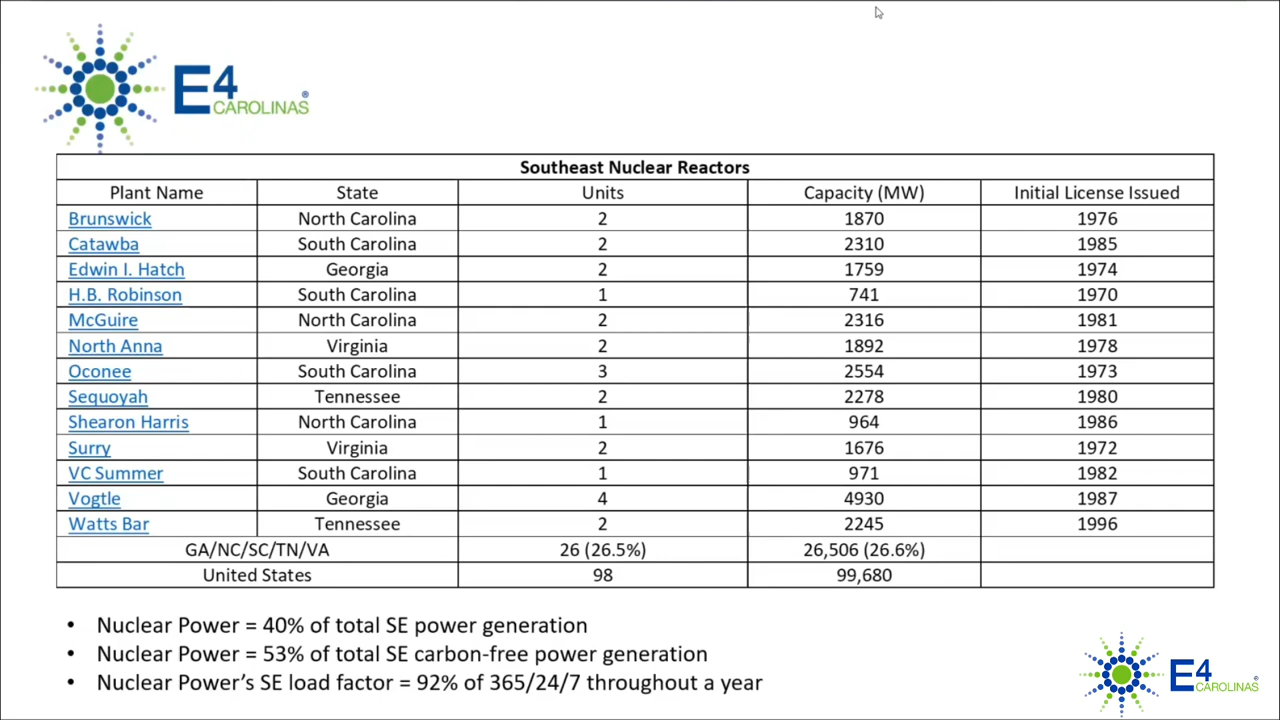 E4
CAROLINAS®
Southeast Nuclear Reactors
Plant Name State Units Capacity (MW) Initial License Issued
Brunswick North Carolina 2 1870 1976
Catawba South Carolina 2 2310 1985
Edwin I. Hatch Georgia 2 1759 1974
H.B. Robinson South Carolina 1 741 1970
McGuire North Carolina 2 2316 1981
North Anna Virginia 2 1892 1978
Oconee South Carolina 3 2554 1973
Sequoyah Tennessee 2 2278 1980
Shearon Harris North Carolina 1 964 1986
Surry Virginia 2 1676 1972
VC Summer South Carolina 1 971 1982
Vogtle Georgia 4 4930 1987
Watts Bar Tennessee 2 2245 1996
GA/NC/SC/TN/VA 26 (26.5%) 26,506 (26.6%)
United States 98 99,680
• Nuclear Power = 40% of total SE power generation
• Nuclear Power = 53% of total SE carbon-free power generation
• Nuclear Power’s SE load factor = 92% of 365/24/7 throughout a year
E4
CAROLINAS®